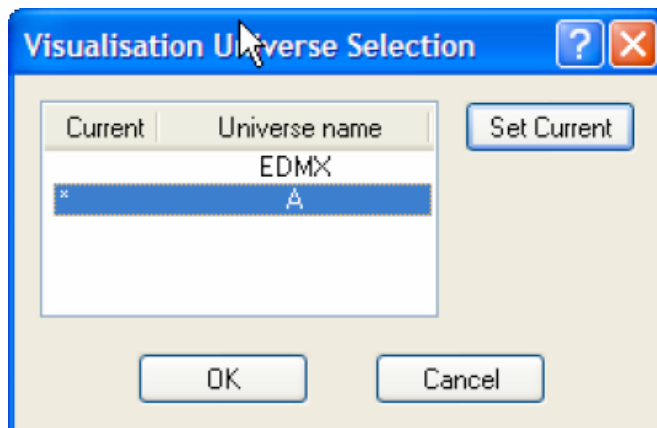 Visualisation Universe Selection
Current Universe name
Set Current
EDMX
* A
OK Cancel